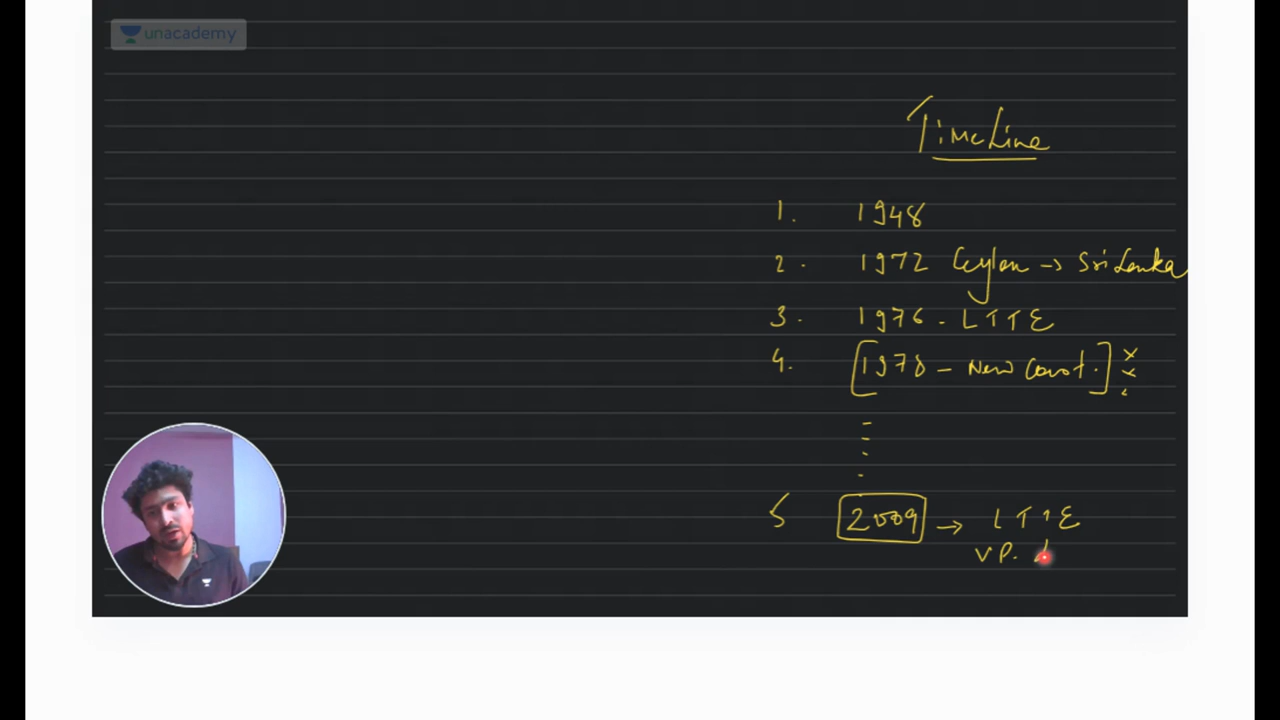 unacademy
TimeLine
1. 1948
2. 1972 Ceylon → Sri Lanka
3. 1976 - LTTE
4. [1978 - New Const.]
5 2009 → LTTE
VP.